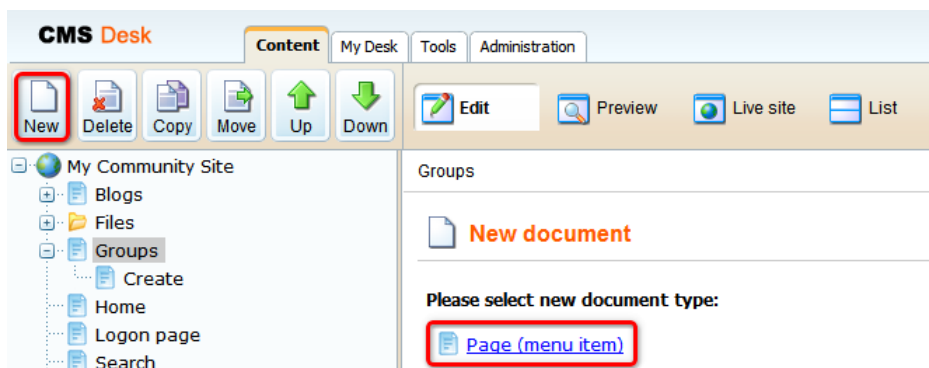 CMS Desk
Content My Desk Tools Administration
New Delete Copy Move Up Down Edit Preview Live site List
My Community Site
Blogs
Files
Groups
Create
Home
Logon page
Search
Groups
New document
Please select new document type:
Page (menu item)